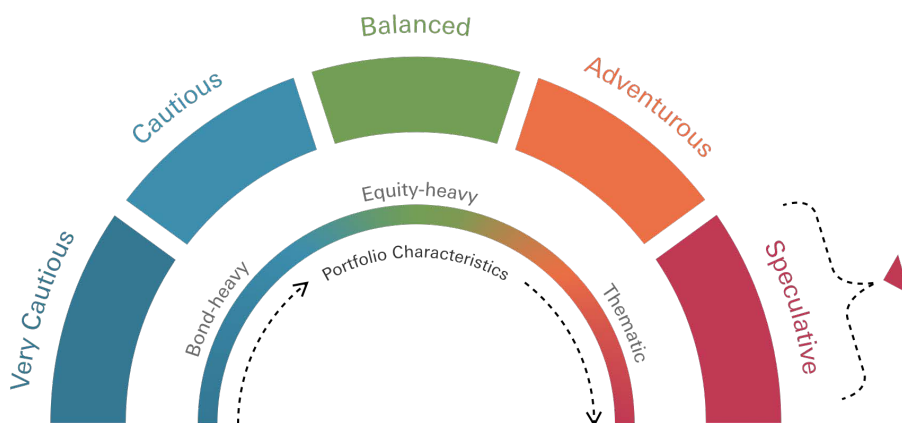 Very Cautious
Cautious
Balanced
Adventurous
Speculative
Bond-heavy
Equity-heavy
Thematic
Portfolio Characteristics